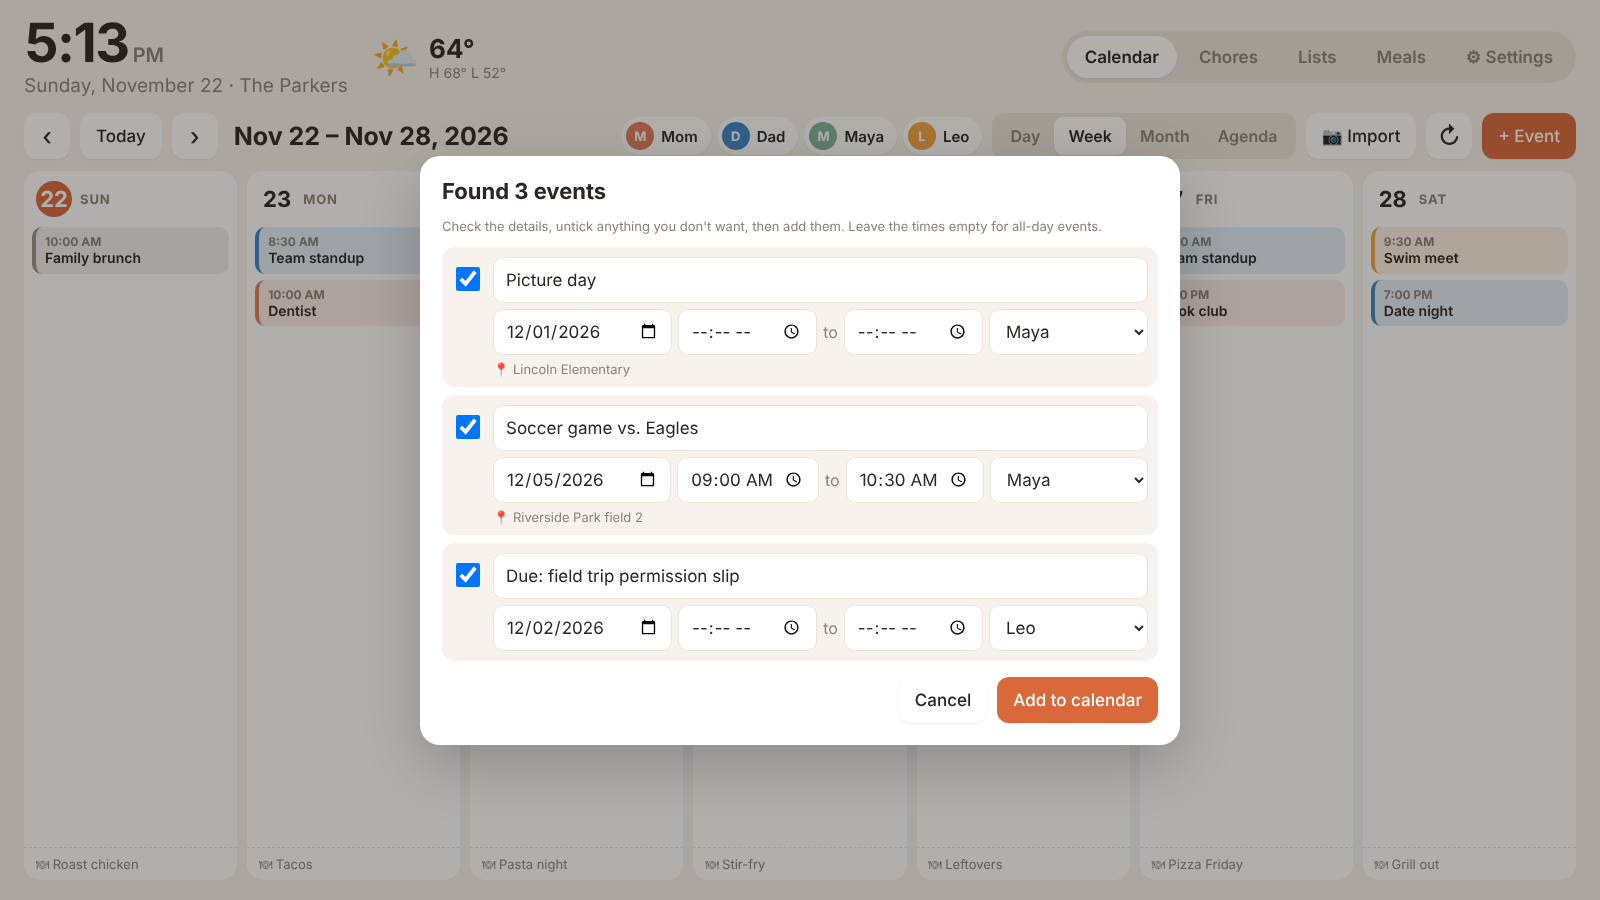 5:13 PM
Sunday, November 22 · The Parkers
64°
H 68° L 52°
Calendar
Chores
Lists
Meals
⚙ Settings
‹
Today
›
Nov 22 – Nov 28, 2026
M Mom
D Dad
M Maya
L Leo
Day
Week
Month
Agenda
📷 Import
+ Event
22 SUN
10:00 AM
Family brunch
🍽 Roast chicken
23 MON
8:30 AM
Team standup
10:00 AM
Dentist
🍽 Tacos
Found 3 events
Check the details, untick anything you don't want, then add them. Leave the times empty for all-day events.
Picture day
12/01/2026 --:-- -- to --:-- -- Maya
📍 Lincoln Elementary
Soccer game vs. Eagles
12/05/2026 09:00 AM to 10:30 AM Maya
📍 Riverside Park field 2
Due: field trip permission slip
12/02/2026 --:-- -- to --:-- -- Leo
Cancel
Add to calendar
🍽 Pasta night
🍽 Stir-fry
🍽 Leftovers
FRI
AM
standup
PM
club
🍽 Pizza Friday
28 SAT
9:30 AM
Swim meet
7:00 PM
Date night
🍽 Grill out